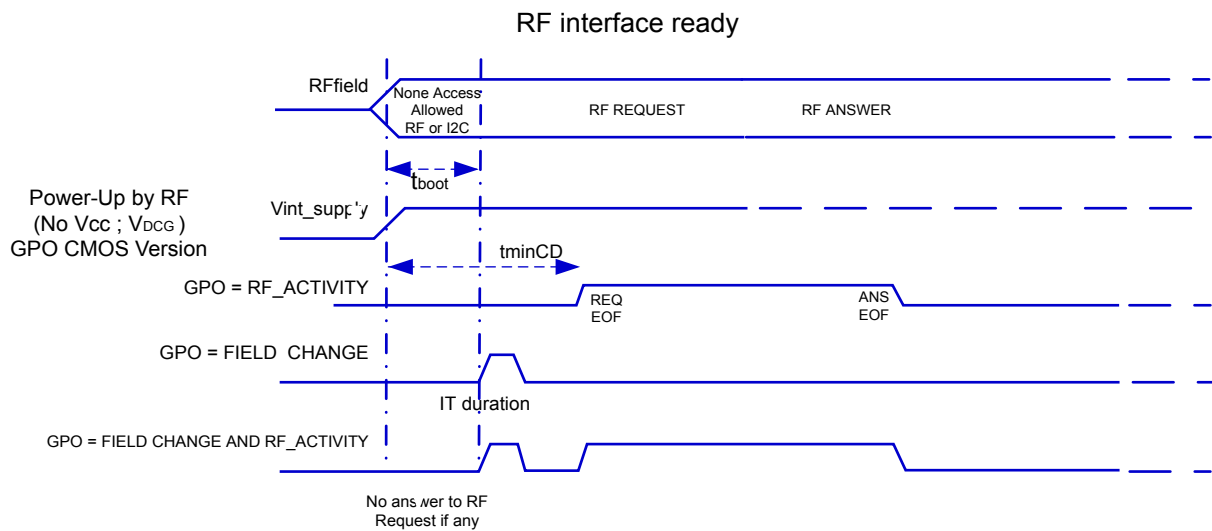 RF interface ready
RFfield
None Access
Allowed
RF or I2C
RF REQUEST
RF ANSWER
tboot
Power-Up by RF
(No Vcc ; VDCG )
GPO CMOS Version
Vint_supply
tminCD
GPO = RF_ACTIVITY
REQ
EOF
ANS
EOF
GPO = FIELD CHANGE
IT duration
GPO = FIELD CHANGE AND RF_ACTIVITY
No answer to RF
Request if any